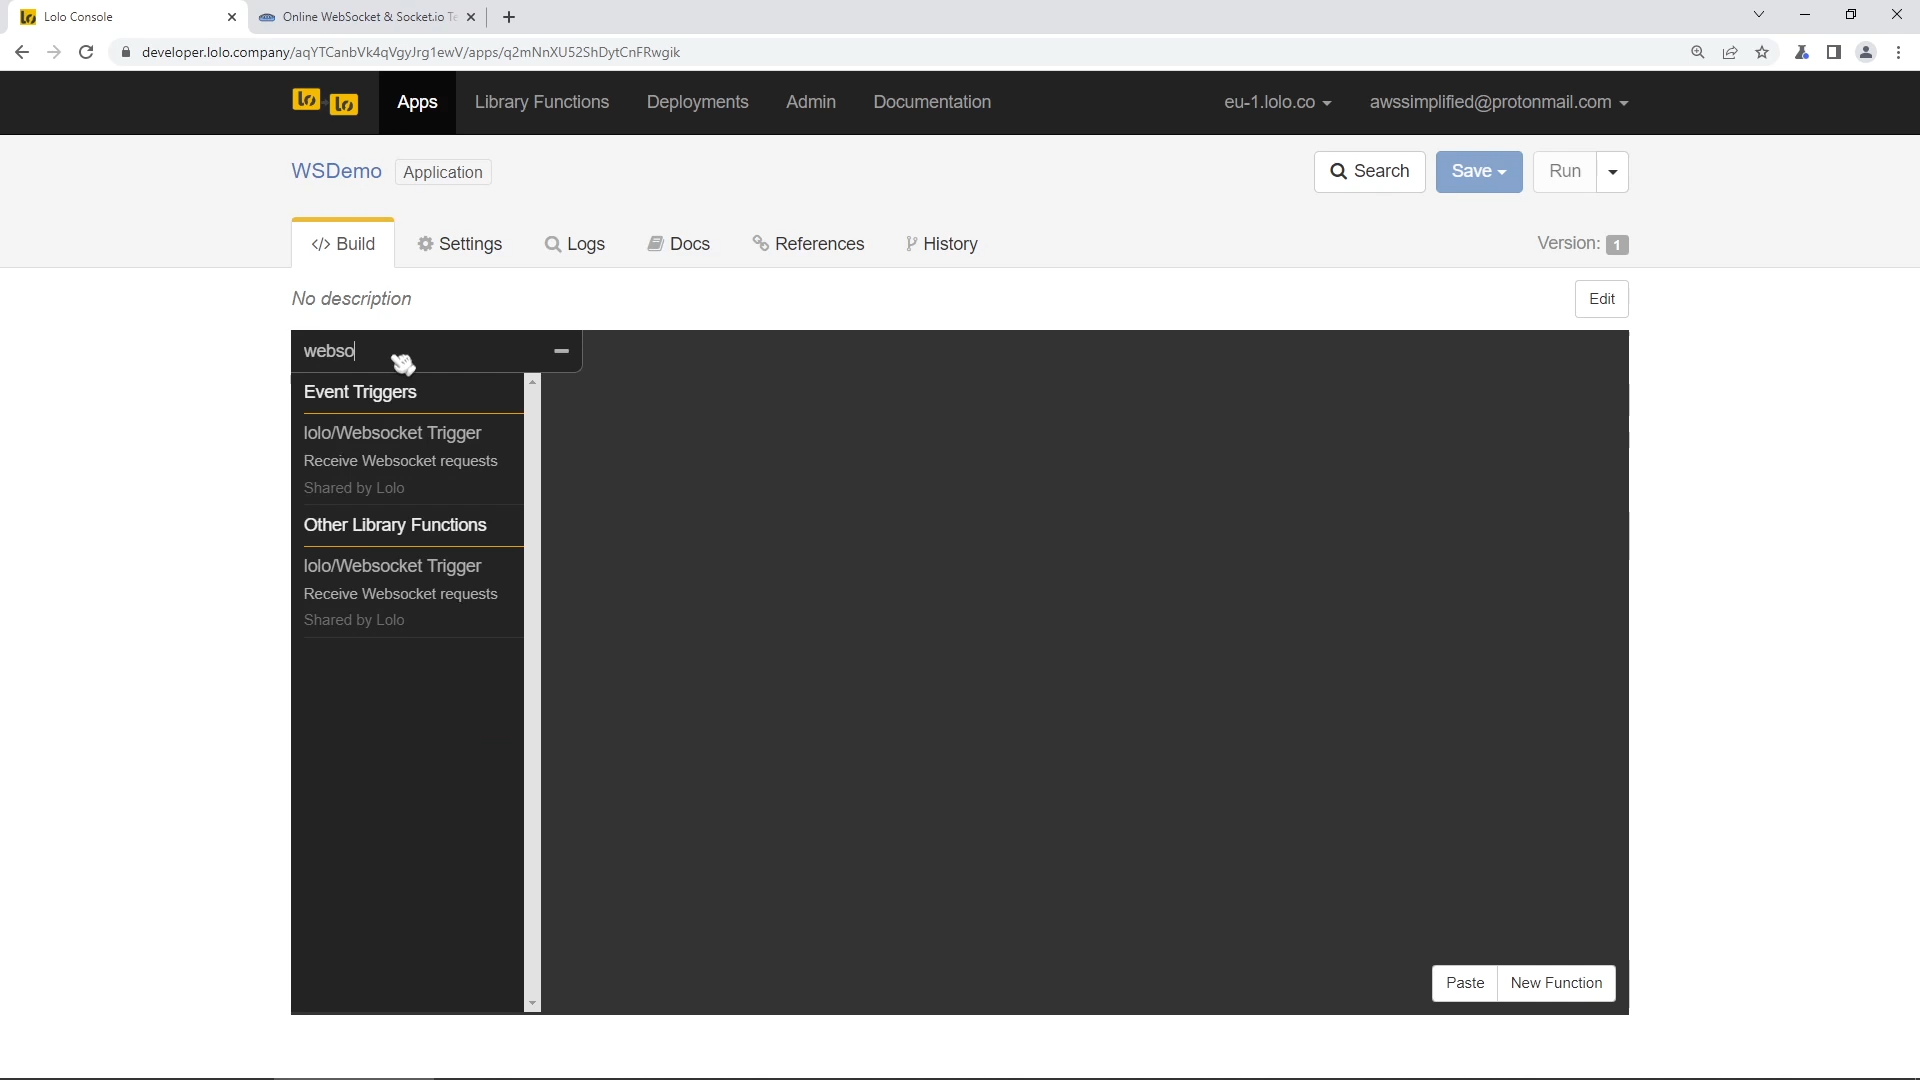 Lolo Console
Online WebSocket & Socket.io Te
developer.lolo.company/aqYTCanbVk4qVgyJrg1ewV/apps/q2mNnXU52ShDytCnFRwgik
lo lo
Apps
Library Functions
Deployments
Admin
Documentation
eu-1.lolo.co
awssimplified@protonmail.com
WSDemo
Application
Search
Save
Run
</> Build
Settings
Logs
Docs
References
History
Version: 1
No description
Edit
webso
Event Triggers
lolo/Websocket Trigger
Receive Websocket requests
Shared by Lolo
Other Library Functions
lolo/Websocket Trigger
Receive Websocket requests
Shared by Lolo
Paste
New Function